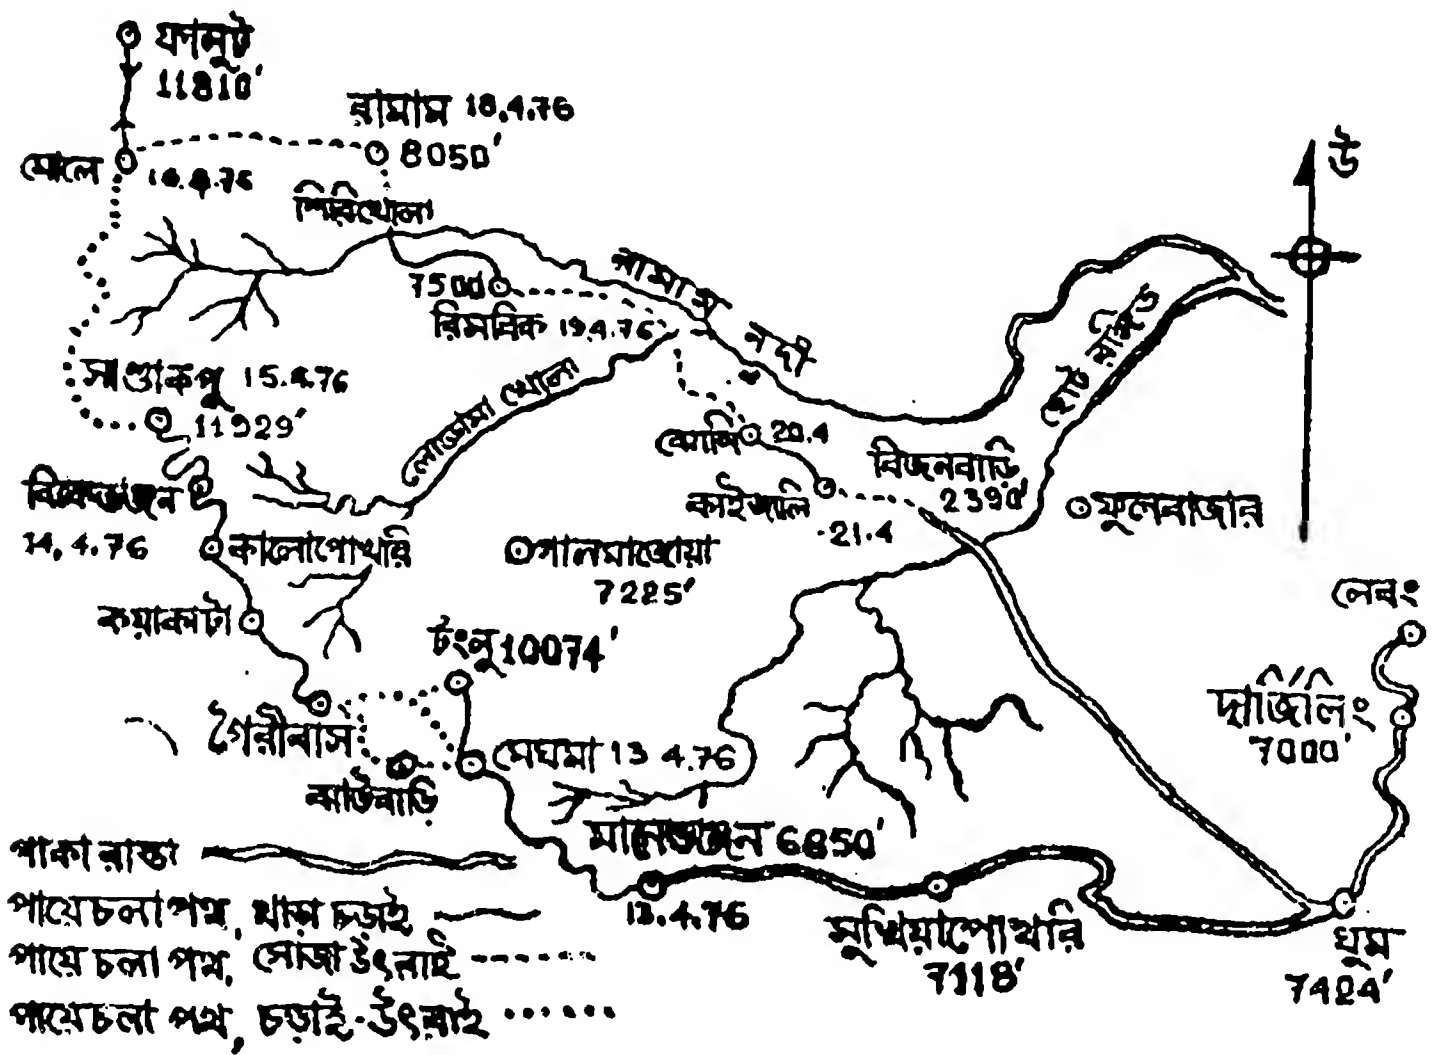 ফালুট
11810′
রামাম 18.4.76
8050′
মোলে
16.4.76
শিরিখোলা
রামাম নদী
7500
রিমবিক 19.4.76
উ
ছোট রঙ্গিত
সাণ্ডাকপু 15.4.76
11929′
লোড়োমা খোলা
ঝোপি 20.4
বিজনবাড়ি
2390′
কাইজালি
21.4
ফুলবাজার
14.4.76
কালোপোখরি
পালমাজোয়া
7225′
কয়াকাটা
টংলু 10074′
লেবং
দার্জিলিং
7000′
গৈরীবাস
মেঘমা 13 4.76
ঝাউবাড়ি
মানেভঞ্জন 6850′
13.4.76
সুখিয়াপোখরি
7118′
ঘুম
7424′
পাকা রাস্তা
পায়েচলা পথ, খাড়া চড়াই
পায়ে চলা পথ, সোজা উৎরাই
পায়েচলা পথ, চড়াই-উৎরাই